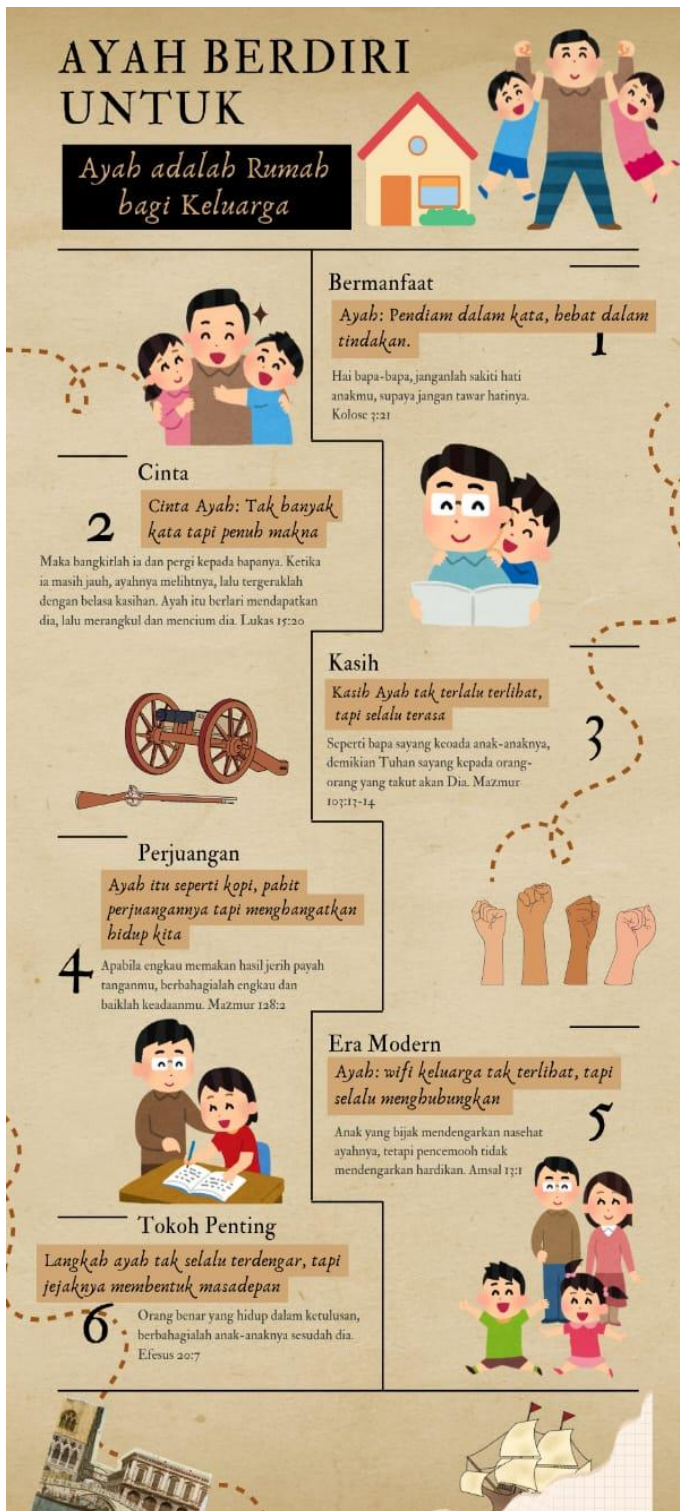 AYAH BERDIRI
UNTUK
Ayah adalah Rumah
bagi Keluarga
Bermanfaat
Ayah: Pendiam dalam kata, hebat dalam
tindakan.
1
Hai bapa-bapa, janganlah sakiti hati
anakmu, supaya jangan tawar hatinya.
Kolose 3:21
Cinta
2
Cinta Ayah: Tak banyak
kata tapi penuh makna
Maka bangkitlah ia dan pergi kepada bapanya. Ketika
ia masih jauh, ayahnya melihtnya, lalu tergeraklah
dengan belasa kasihan. Ayah itu berlari mendapatkan
dia, lalu merangkul dan mencium dia. Lukas 15:20
Kasih
Kasih Ayah tak terlalu terlihat,
tapi selalu terasa
3
Seperti bapa sayang keoada anak-anaknya,
demikian Tuhan sayang kepada orang-
orang yang takut akan Dia. Mazmur
103:13-14
Perjuangan
Ayah itu seperti kopi, pahit
perjuangannya tapi menghangatkan
hidup kita
4
Apabila engkau memakan hasil jerih payah
tanganmu, berbahagialah engkau dan
baiklah keadaanmu. Mazmur 128:2
Era Modern
Ayah: wifi keluarga tak terlihat, tapi
selalu menghubungkan
5
Anak yang bijak mendengarkan nasehat
ayahnya, tetapi pencemooh tidak
mendengarkan hardikan. Amsal 13:1
Tokoh Penting
Langkah ayah tak selalu terdengar, tapi
jejaknya membentuk masadepan
6
Orang benar yang hidup dalam ketulusan,
berbahagialah anak-anaknya sesudah dia.
Efesus 20:7